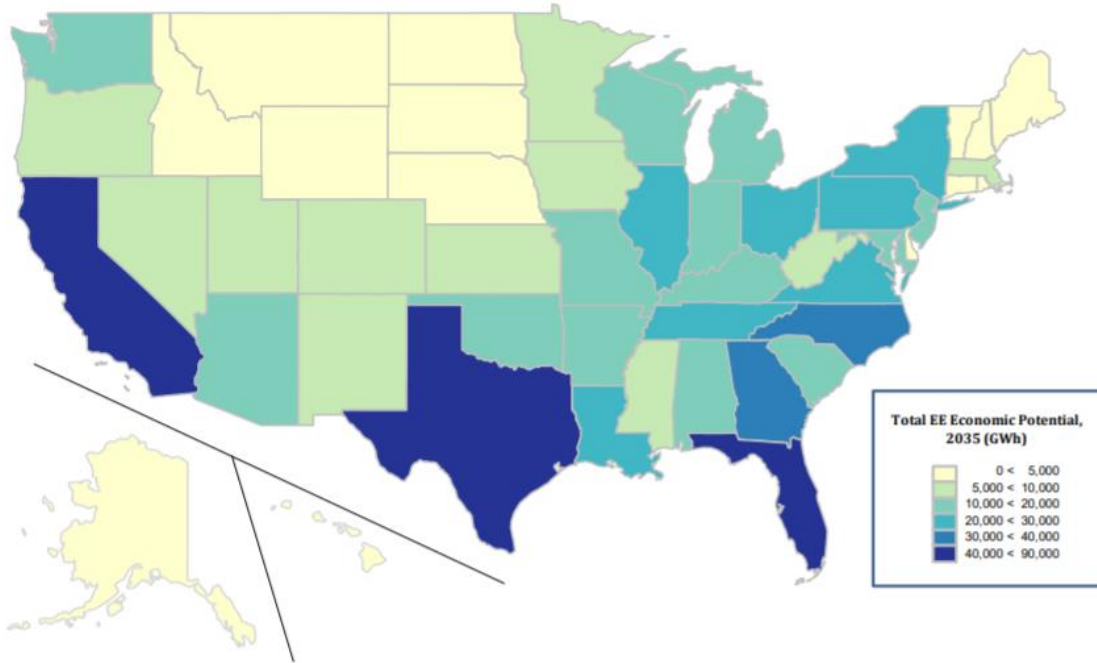 Total EE Economic Potential,
2035 (GWh)
0 < 5,000
5,000 < 10,000
10,000 < 20,000
20,000 < 30,000
30,000 < 40,000
40,000 < 90,000